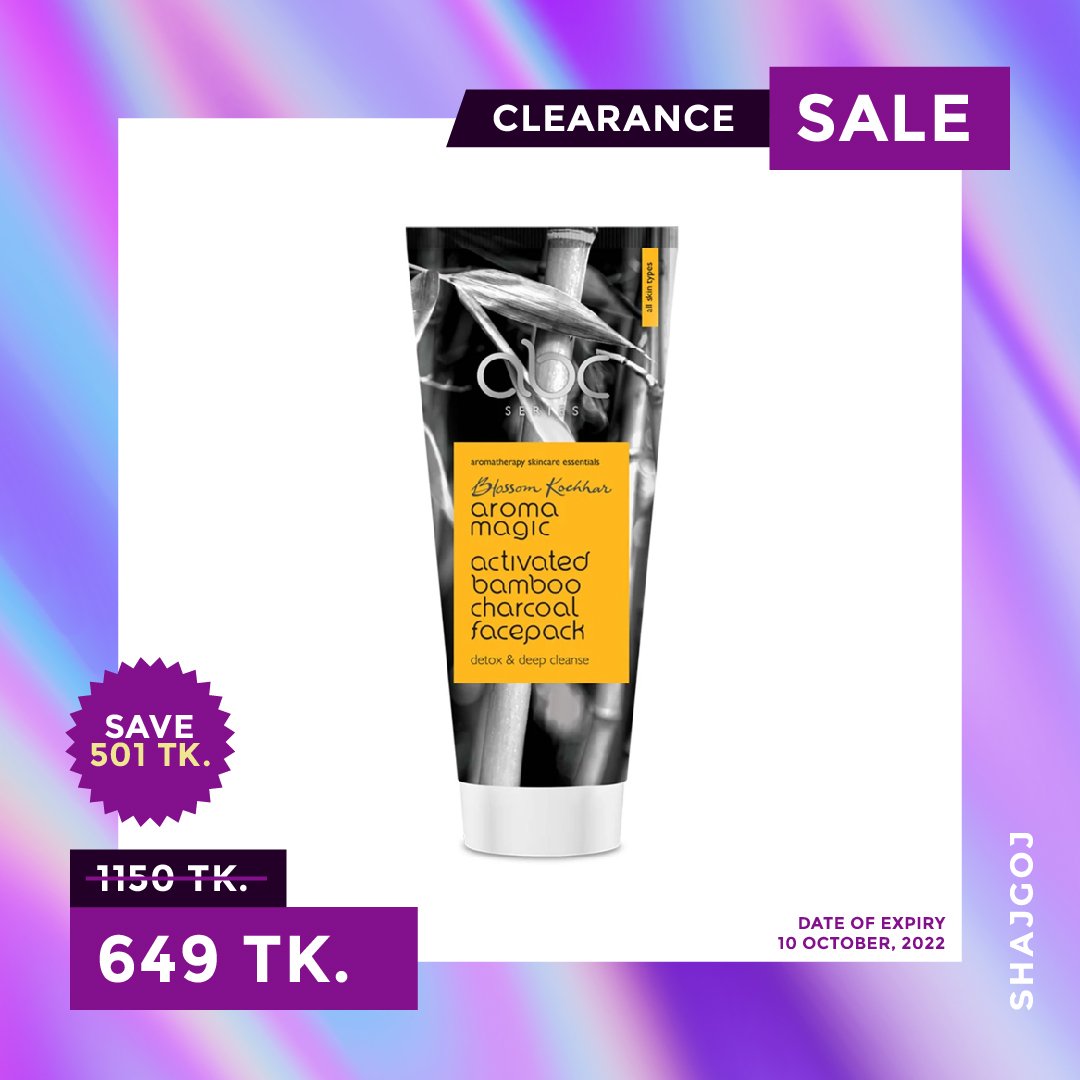 CLEARANCE SALE
all skin types
abc
SERIES
aromatherapy skincare essentials
Blossom Kochhar
aroma
magic
activated
bamboo
charcoal
facepack
detox & deep cleanse
SAVE
501 TK.
1150 TK.
649 TK.
DATE OF EXPIRY
10 OCTOBER, 2022
SHAJGOJ